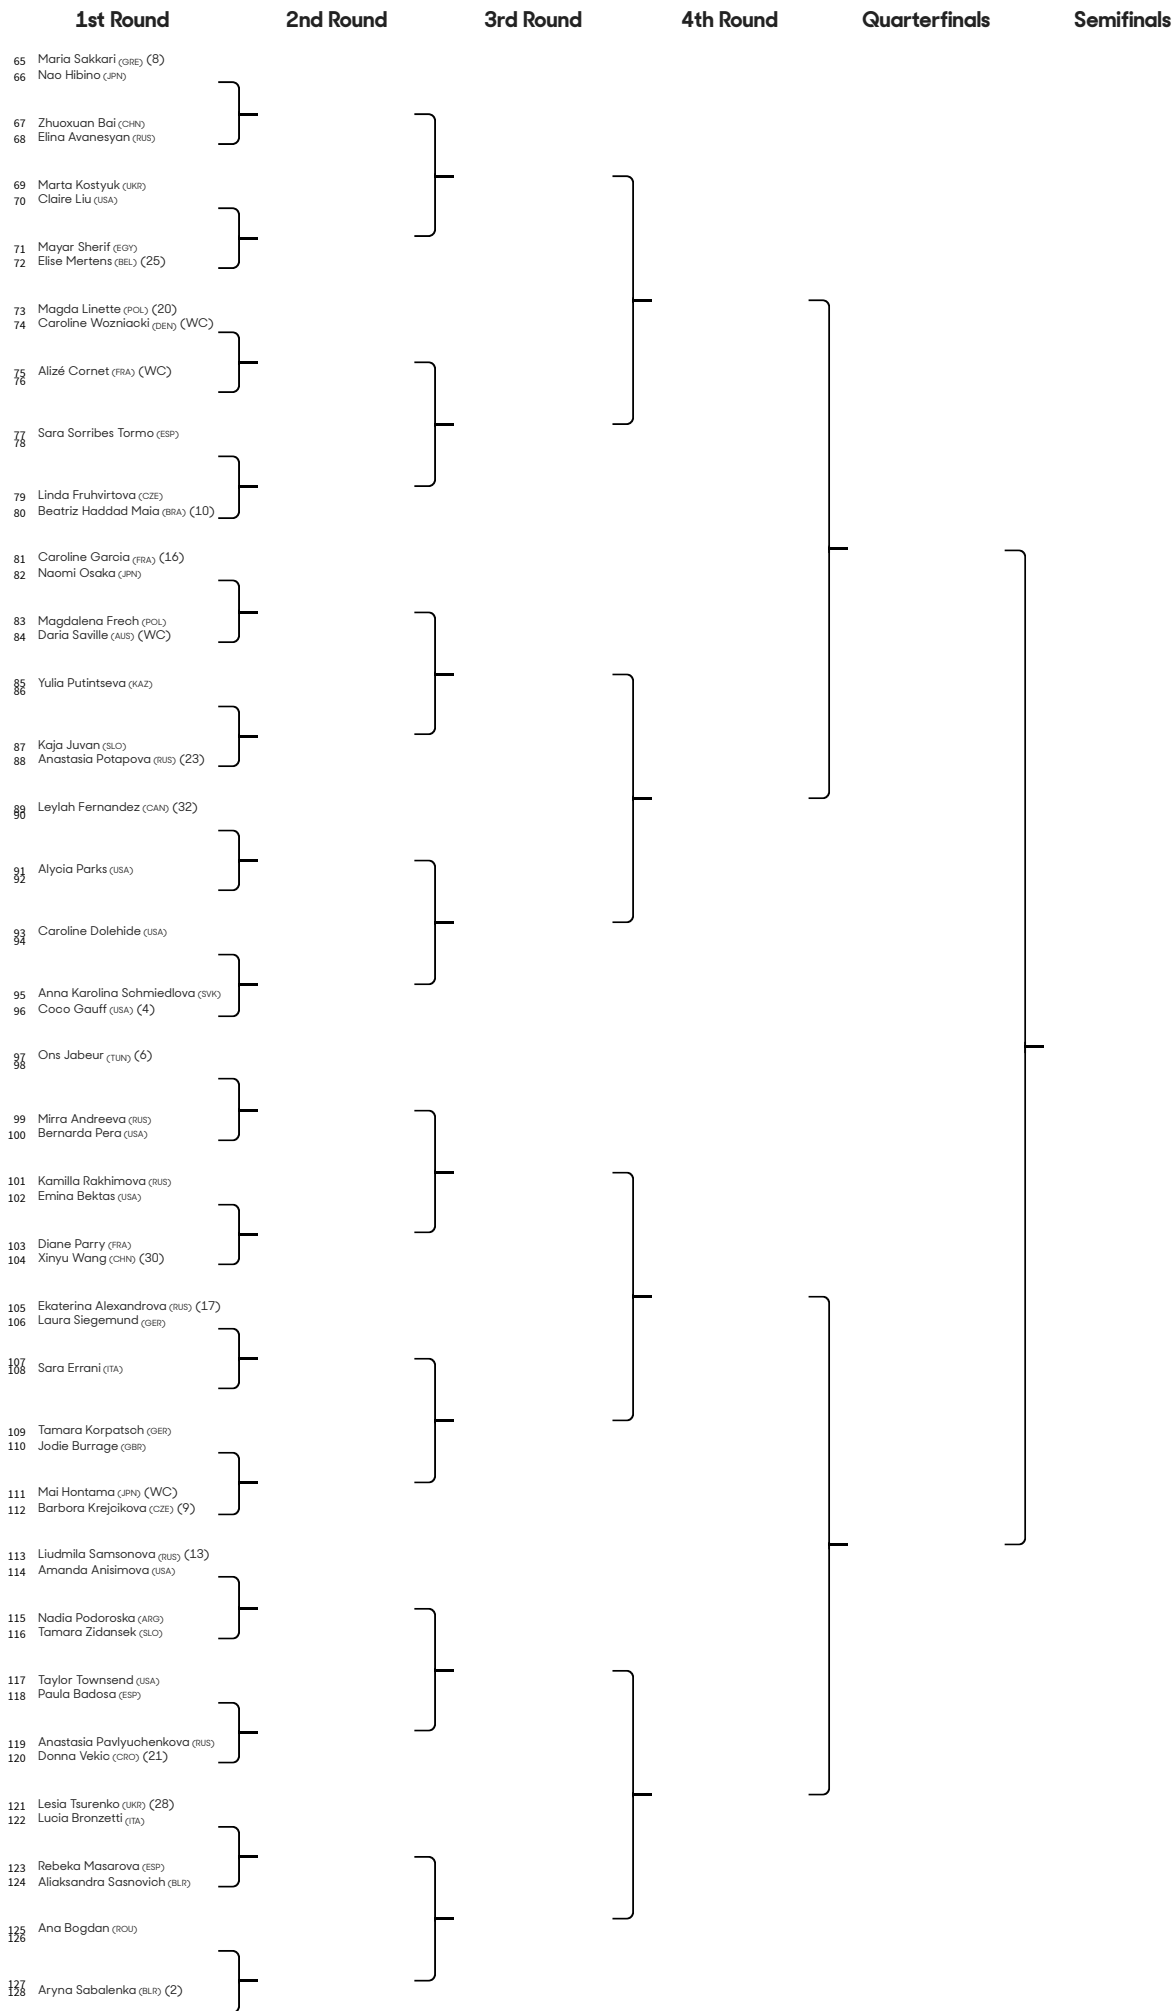 1st Round 2nd Round 3rd Round 4th Round Quarterfinals Semifinals
65 Maria Sakkari (GRE) (8)
66 Nao Hibino (JPN)
67 Zhuoxuan Bai (CHN)
68 Elina Avanesyan (RUS)
69 Marta Kostyuk (UKR)
70 Claire Liu (USA)
71 Mayar Sherif (EGY)
72 Elise Mertens (BEL) (25)
73 Magda Linette (POL) (20)
74 Caroline Wozniacki (DEN) (WC)
75 Alizé Cornet (FRA) (WC)
76
77 Sara Sorribes Tormo (ESP)
78
79 Linda Fruhvirtova (CZE)
80 Beatriz Haddad Maia (BRA) (10)
81 Caroline Garcia (FRA) (16)
82 Naomi Osaka (JPN)
83 Magdalena Frech (POL)
84 Daria Saville (AUS) (WC)
85 Yulia Putintseva (KAZ)
86
87 Kaja Juvan (SLO)
88 Anastasia Potapova (RUS) (23)
89 Leylah Fernandez (CAN) (32)
90
91 Alycia Parks (USA)
92
93 Caroline Dolehide (USA)
94
95 Anna Karolina Schmiedlova (SVK)
96 Coco Gauff (USA) (4)
97 Ons Jabeur (TUN) (6)
98
99 Mirra Andreeva (RUS)
100 Bernarda Pera (USA)
101 Kamilla Rakhimova (RUS)
102 Emina Bektas (USA)
103 Diane Parry (FRA)
104 Xinyu Wang (CHN) (30)
105 Ekaterina Alexandrova (RUS) (17)
106 Laura Siegemund (GER)
107
108 Sara Errani (ITA)
109 Tamara Korpatsch (GER)
110 Jodie Burrage (GBR)
111 Mai Hontama (JPN) (WC)
112 Barbora Krejcikova (CZE) (9)
113 Liudmila Samsonova (RUS) (13)
114 Amanda Anisimova (USA)
115 Nadia Podoroska (ARG)
116 Tamara Zidansek (SLO)
117 Taylor Townsend (USA)
118 Paula Badosa (ESP)
119 Anastasia Pavlyuchenkova (RUS)
120 Donna Vekic (CRO) (21)
121 Lesia Tsurenko (UKR) (28)
122 Lucia Bronzetti (ITA)
123 Rebeka Masarova (ESP)
124 Aliaksandra Sasnovich (BLR)
125 Ana Bogdan (ROU)
126
127
128 Aryna Sabalenka (BLR) (2)